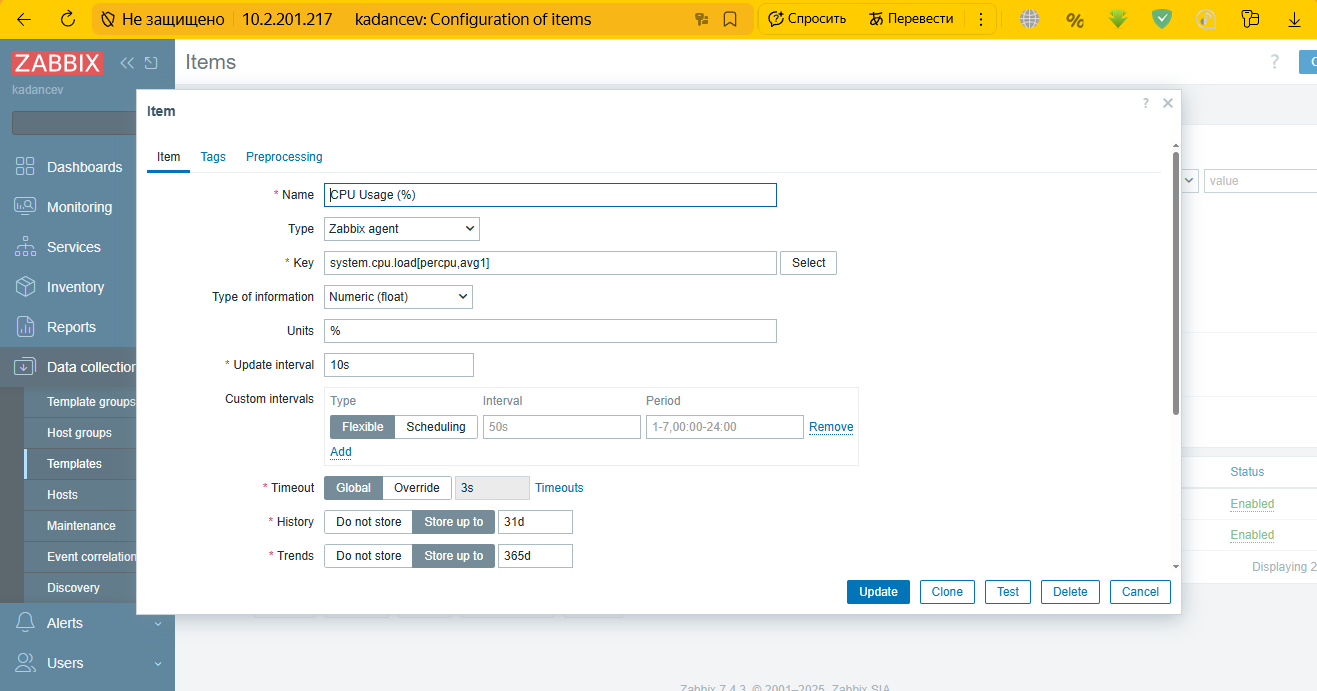 Не защищено 10.2.201.217 kadancev: Configuration of items Спросить Перевести
ZABBIX
kadancev
Items ?
Item ?
Item Tags Preprocessing
* Name CPU Usage (%)
Type Zabbix agent
* Key system.cpu.load[percpu,avg1] Select
Type of information Numeric (float)
Units %
* Update interval 10s
Custom intervals Type Interval Period
Flexible Scheduling 50s 1-7,00:00-24:00 Remove
Add
* Timeout Global Override 3s Timeouts
* History Do not store Store up to 31d
* Trends Do not store Store up to 365d
Update Clone Test Delete Cancel
Dashboards
Monitoring
Services
Inventory
Reports
Data collection
Template groups
Host groups
Templates
Hosts
Maintenance
Event correlation
Discovery
Alerts
Users
value
Status
Enabled
Enabled
Displaying 2
Zabbix 7.4.3. © 2001–2025, Zabbix SIA